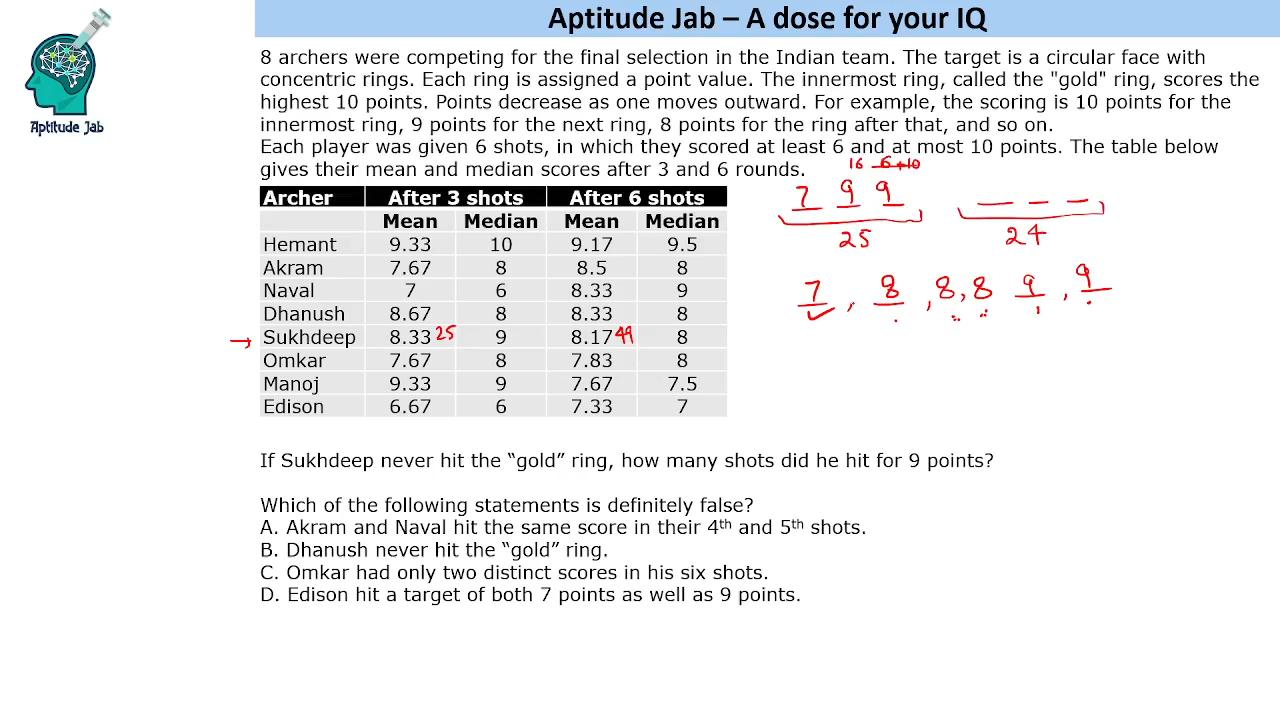 Aptitude Jab – A dose for your IQ
Aptitude Jab
8 archers were competing for the final selection in the Indian team. The target is a circular face with
concentric rings. Each ring is assigned a point value. The innermost ring, called the "gold" ring, scores the
highest 10 points. Points decrease as one moves outward. For example, the scoring is 10 points for the
innermost ring, 9 points for the next ring, 8 points for the ring after that, and so on.
Each player was given 6 shots, in which they scored at least 6 and at most 10 points. The table below
gives their mean and median scores after 3 and 6 rounds.
16 6+10
Archer After 3 shots After 6 shots
Mean Median Mean Median
Hemant 9.33 10 9.17 9.5
Akram 7.67 8 8.5 8
Naval 7 6 8.33 9
Dhanush 8.67 8 8.33 8
Sukhdeep 8.33 25 9 8.17 49 8
Omkar 7.67 8 7.83 8
Manoj 9.33 9 7.67 7.5
Edison 6.67 6 7.33 7
7 9 9
25 24
7, 8, 8, 8 9, 9
If Sukhdeep never hit the “gold” ring, how many shots did he hit for 9 points?
Which of the following statements is definitely false?
A. Akram and Naval hit the same score in their 4th and 5th shots.
B. Dhanush never hit the “gold” ring.
C. Omkar had only two distinct scores in his six shots.
D. Edison hit a target of both 7 points as well as 9 points.